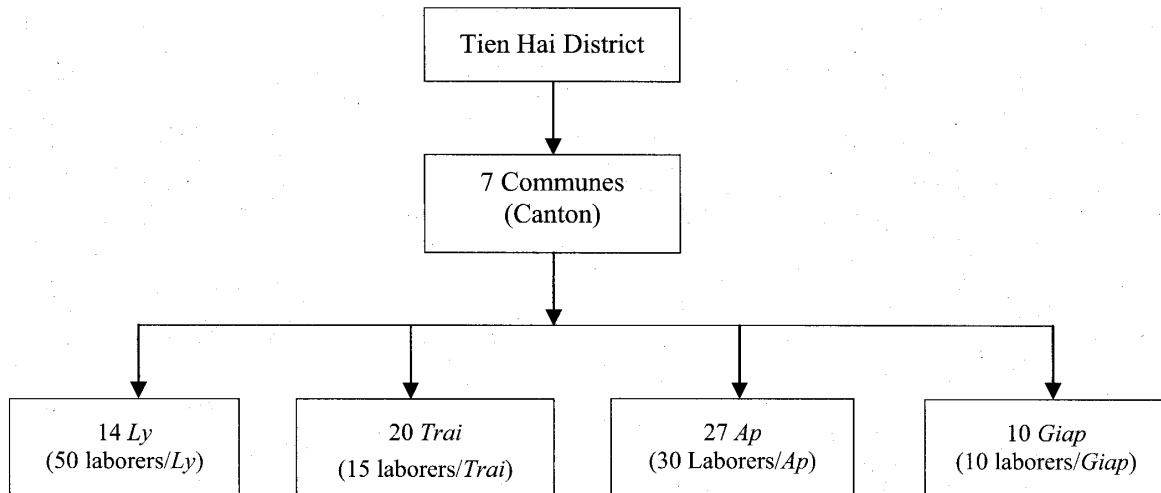 Tien Hai District
7 Communes
(Canton)
14 Ly
(50 laborers/Ly)
20 Trai
(15 laborers/Trai)
27 Ap
(30 Laborers/Ap)
10 Giap
(10 laborers/Giap)